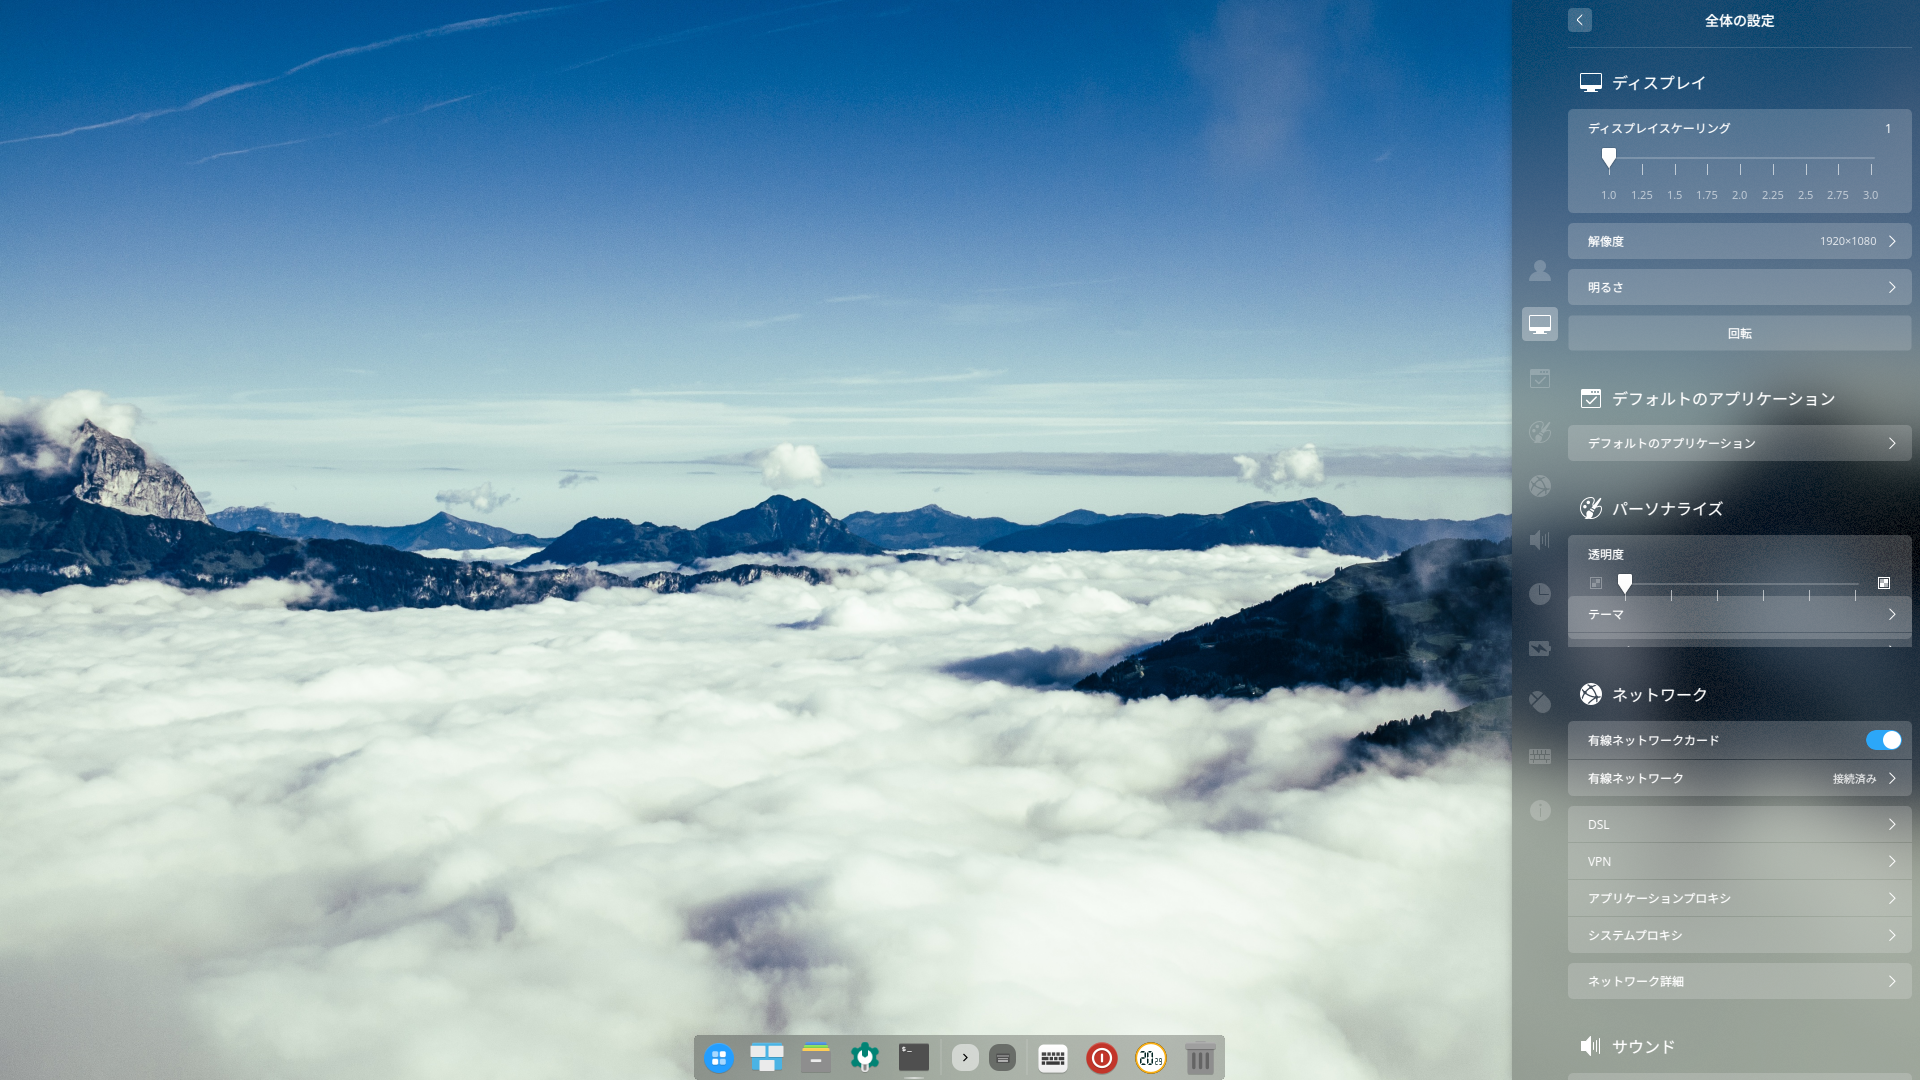 全体の設定
ディスプレイ
ディスプレイスケーリング 1
1.0 1.25 1.5 1.75 2.0 2.25 2.5 2.75 3.0
解像度 1920×1080
明るさ
回転
デフォルトのアプリケーション
デフォルトのアプリケーション
パーソナライズ
透明度
テーマ
ネットワーク
有線ネットワークカード
有線ネットワーク 接続済み
DSL
VPN
アプリケーションプロキシ
システムプロキシ
ネットワーク詳細
サウンド
$_
20 29